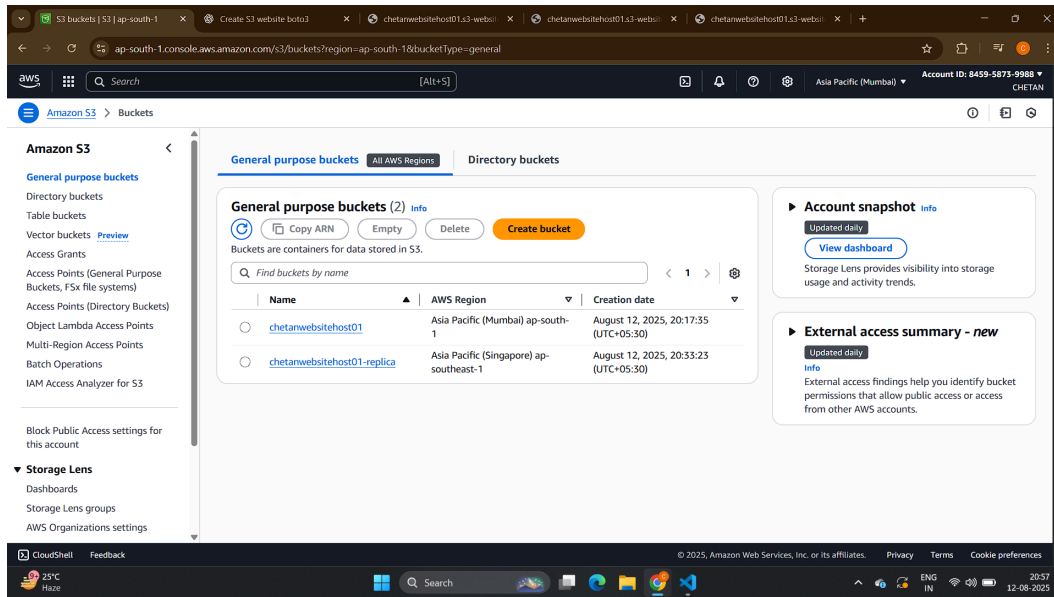 S3 buckets | S3 | ap-south-1
Create S3 website boto3
chetanwebsitehost01.s3-websit
chetanwebsitehost01.s3-websit
chetanwebsitehost01.s3-websit
ap-south-1.console.aws.amazon.com/s3/buckets?region=ap-south-1&bucketType=general
C
aws
Search
[Alt+S]
Asia Pacific (Mumbai)
Account ID: 8459-5873-9988
CHETAN
Amazon S3 > Buckets
Amazon S3
General purpose buckets
Directory buckets
Table buckets
Vector buckets Preview
Access Grants
Access Points (General Purpose
Buckets, FSx file systems)
Access Points (Directory Buckets)
Object Lambda Access Points
Multi-Region Access Points
Batch Operations
IAM Access Analyzer for S3
Block Public Access settings for
this account
Storage Lens
Dashboards
Storage Lens groups
AWS Organizations settings
General purpose buckets All AWS Regions
Directory buckets
General purpose buckets (2) Info
Copy ARN
Empty
Delete
Create bucket
Buckets are containers for data stored in S3.
Find buckets by name
1
Name
AWS Region
Creation date
chetanwebsitehost01
Asia Pacific (Mumbai) ap-south-
1
August 12, 2025, 20:17:35
(UTC+05:30)
chetanwebsitehost01-replica
Asia Pacific (Singapore) ap-
southeast-1
August 12, 2025, 20:33:23
(UTC+05:30)
Account snapshot Info
Updated daily
View dashboard
Storage Lens provides visibility into storage
usage and activity trends.
External access summary - new
Updated daily
Info
External access findings help you identify bucket
permissions that allow public access or access
from other AWS accounts.
CloudShell
Feedback
© 2025, Amazon Web Services, Inc. or its affiliates.
Privacy
Terms
Cookie preferences
9+
25°C
Haze
Search
ENG
IN
20:57
12-08-2025